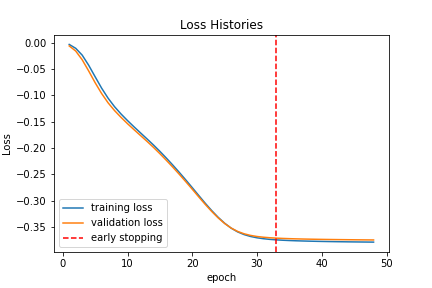 Loss Histories
0.00
−0.05
−0.10
−0.15
−0.20
−0.25
−0.30
−0.35
Loss
training loss
validation loss
early stopping
0 10 20 30 40 50
epoch